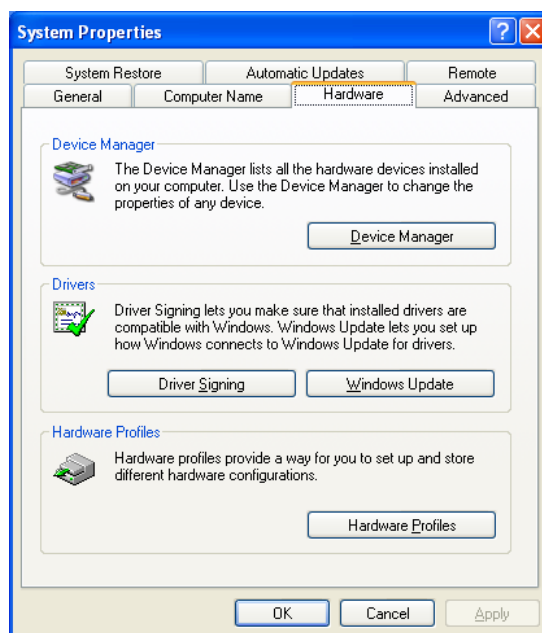 System Properties
System Restore Automatic Updates Remote
General Computer Name Hardware Advanced
Device Manager
The Device Manager lists all the hardware devices installed
on your computer. Use the Device Manager to change the
properties of any device.
Device Manager
Drivers
Driver Signing lets you make sure that installed drivers are
compatible with Windows. Windows Update lets you set up
how Windows connects to Windows Update for drivers.
Driver Signing Windows Update
Hardware Profiles
Hardware profiles provide a way for you to set up and store
different hardware configurations.
Hardware Profiles
OK Cancel Apply